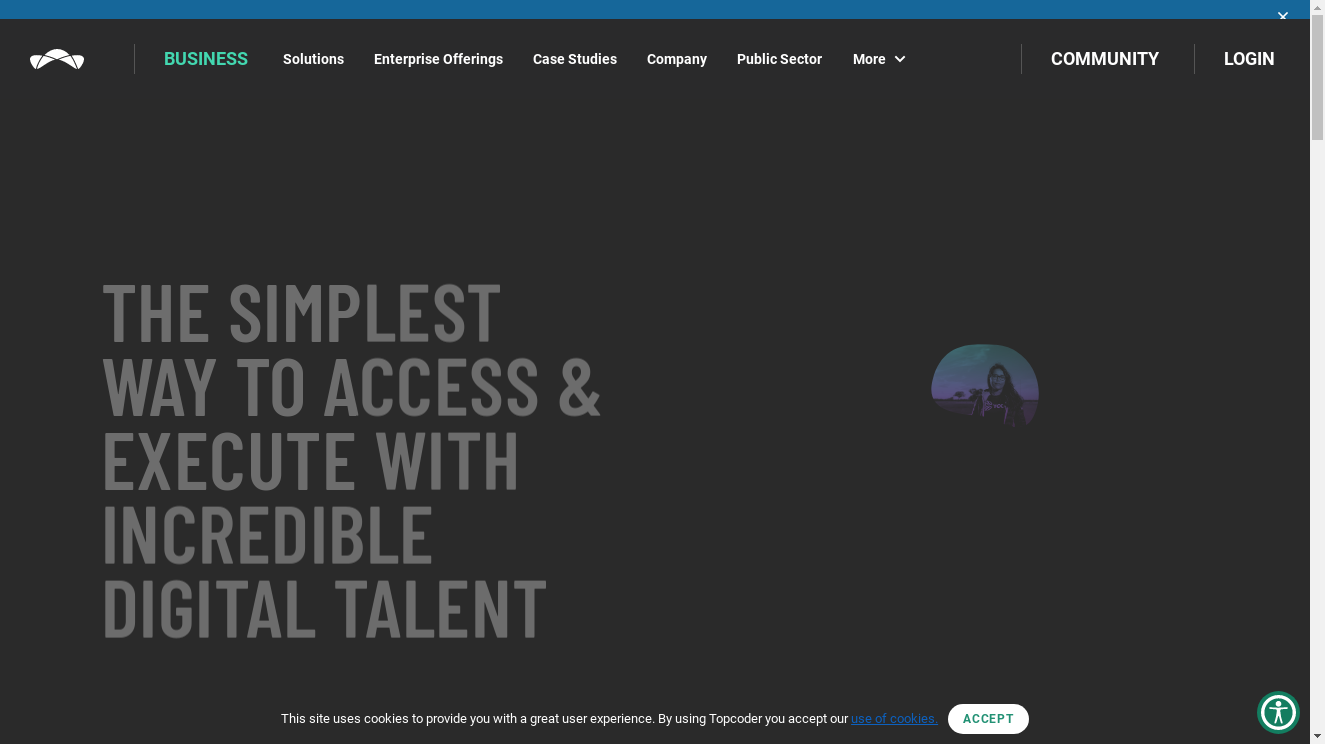 BUSINESS Solutions Enterprise Offerings Case Studies Company Public Sector More COMMUNITY LOGIN
THE SIMPLEST
WAY TO ACCESS &
EXECUTE WITH
INCREDIBLE
DIGITAL TALENT
This site uses cookies to provide you with a great user experience. By using Topcoder you accept our use of cookies. ACCEPT